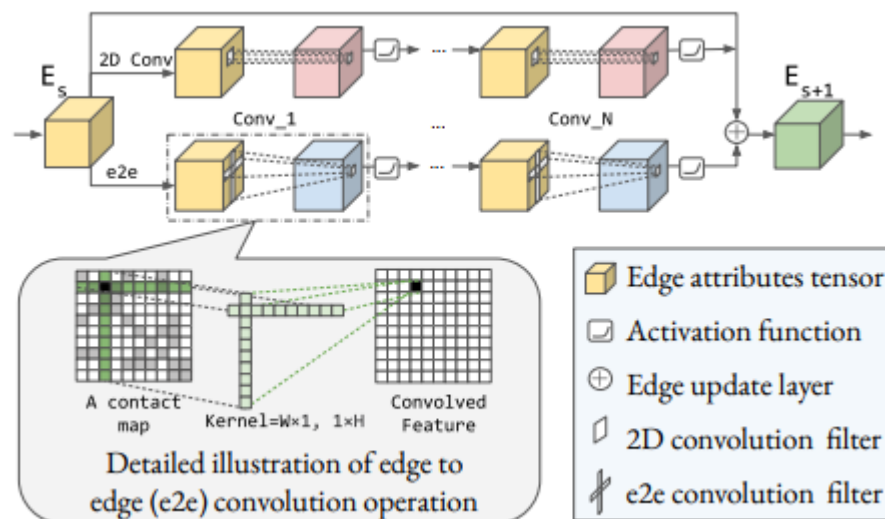 E_s
2D Conv
e2e
Conv_1
...
...
...
Conv_N
E_{s+1}
A contact
map
Kernel=W×1, 1×H
Convolved
Feature
Detailed illustration of edge to
edge (e2e) convolution operation
Edge attributes tensor
Activation function
Edge update layer
2D convolution filter
e2e convolution filter